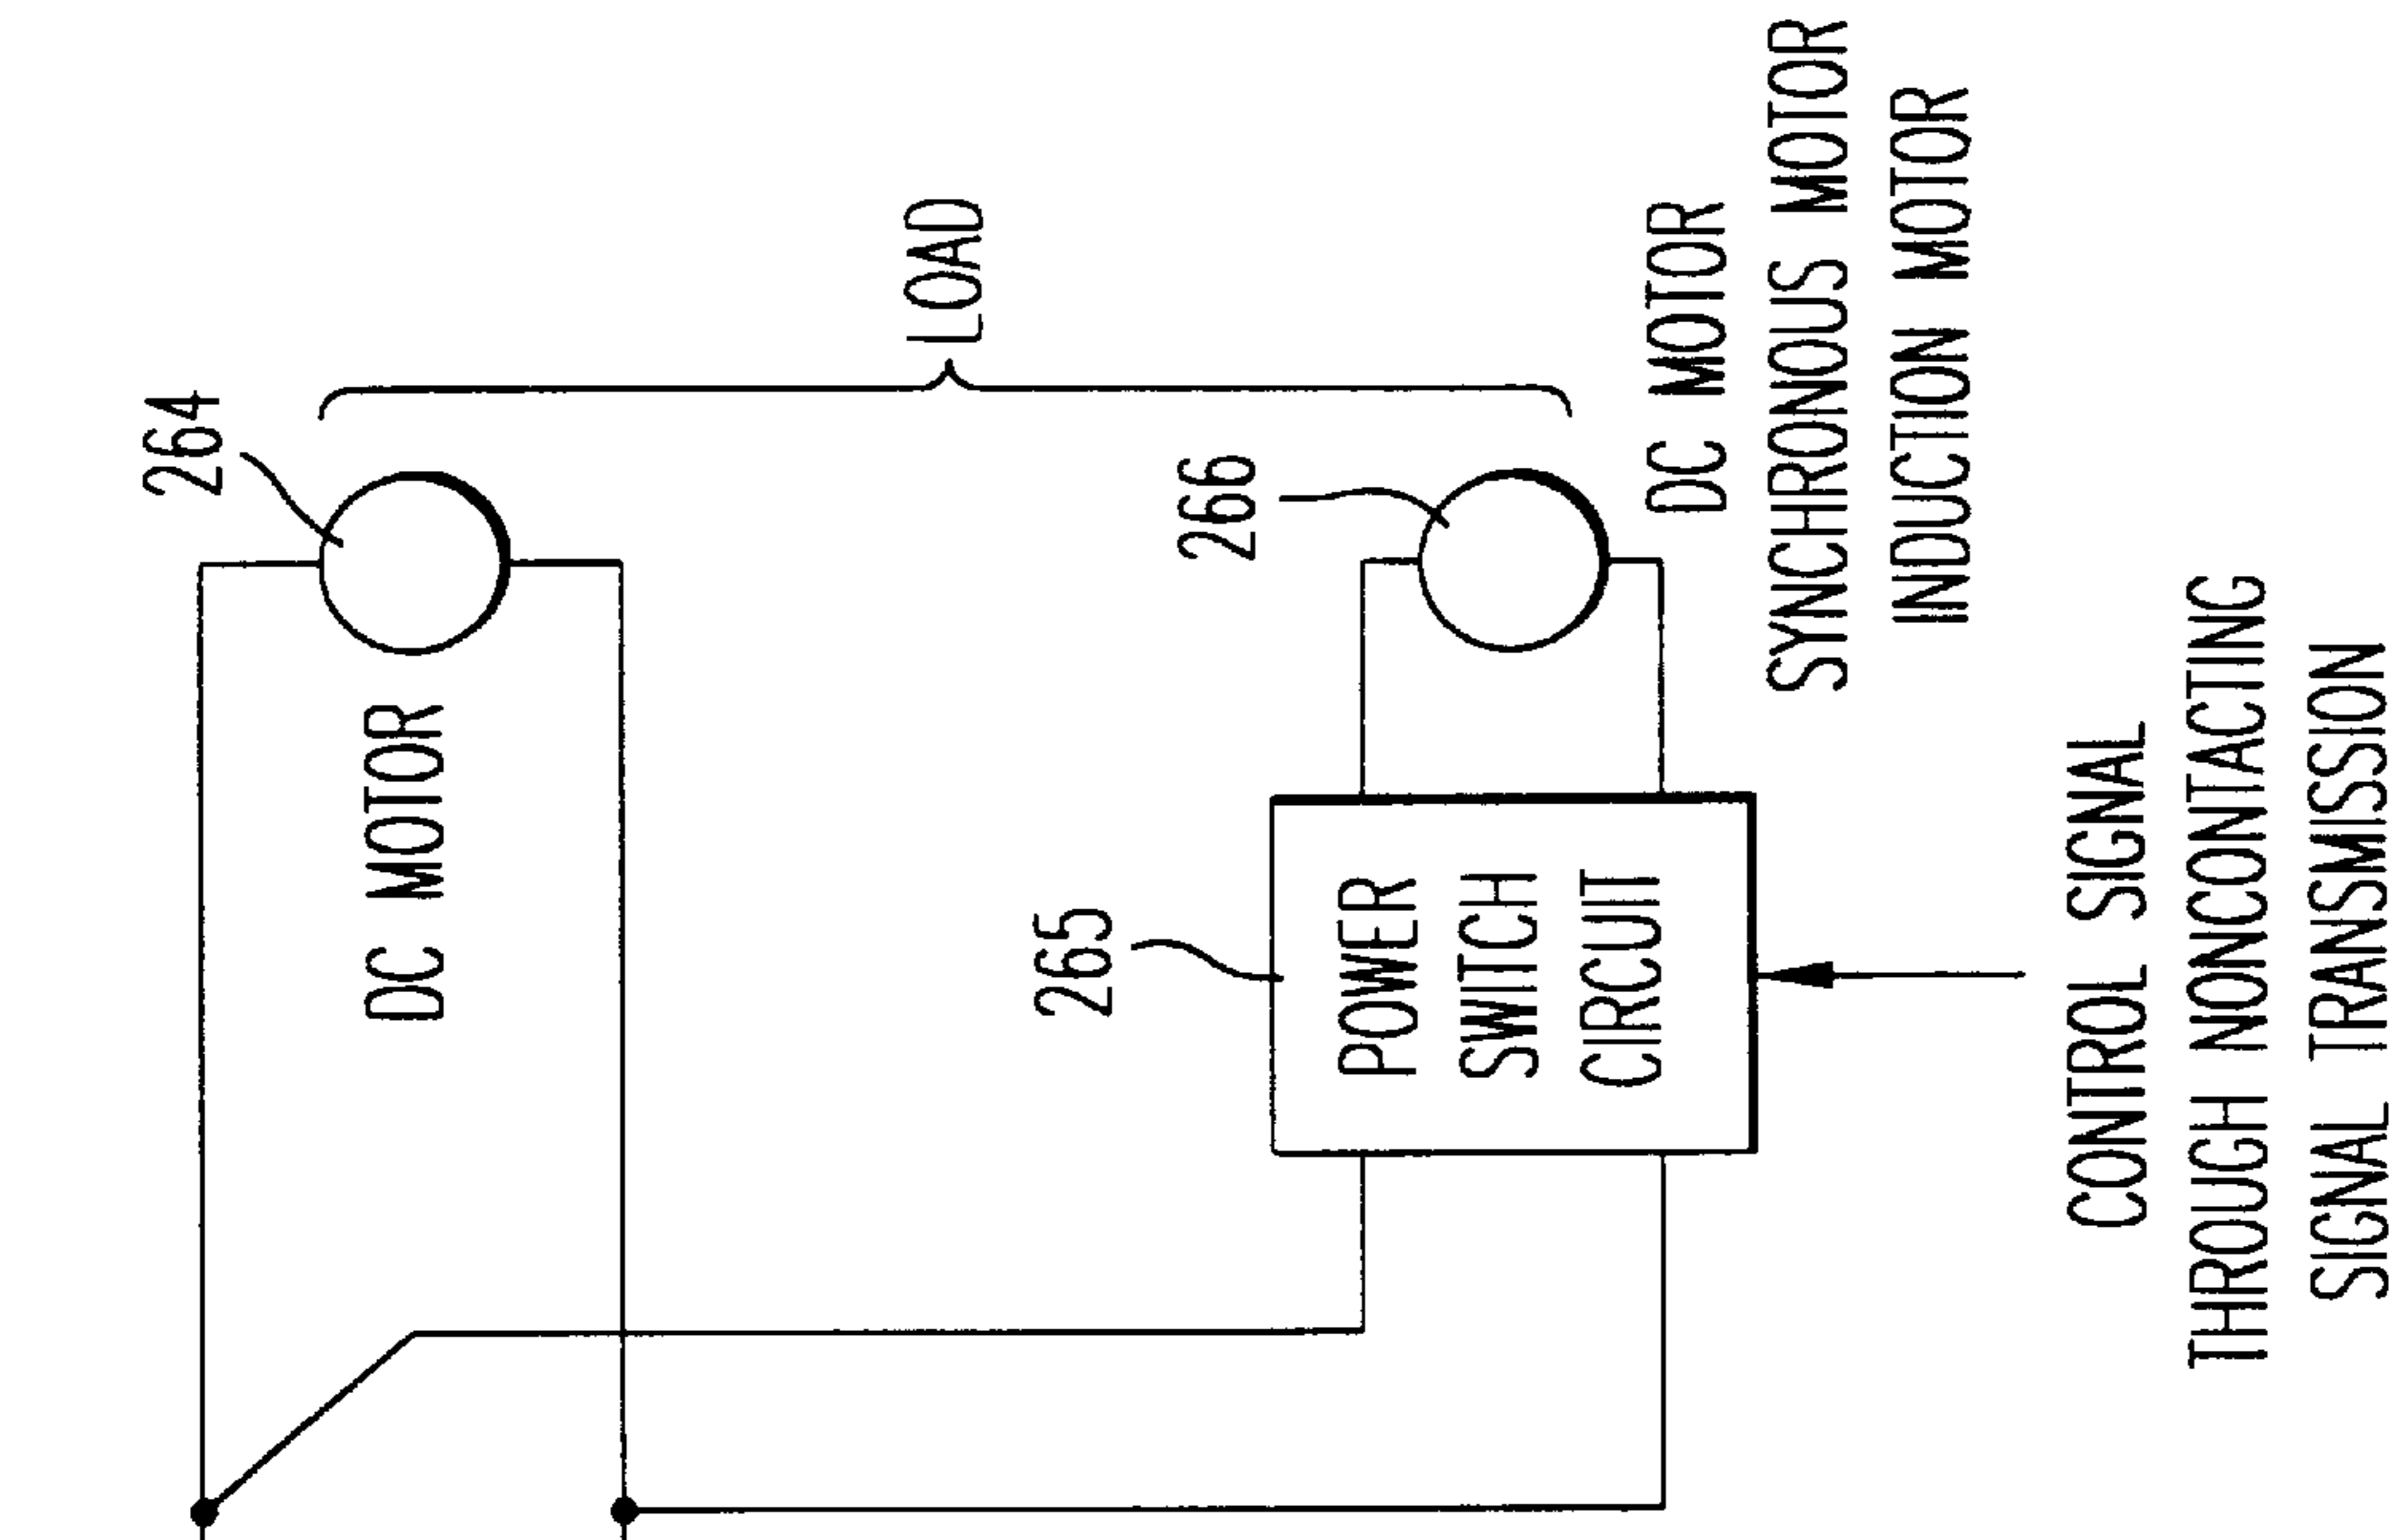 264
DC MOTOR
LOAD
265
POWER
SWITCH
CIRCUIT
266
DC MOTOR
SYNCHRONOUS MOTOR
INDUCTION MOTOR
CONTROL SIGNAL
THROUGH NONCONTACTING
SIGNAL TRANSMISSION